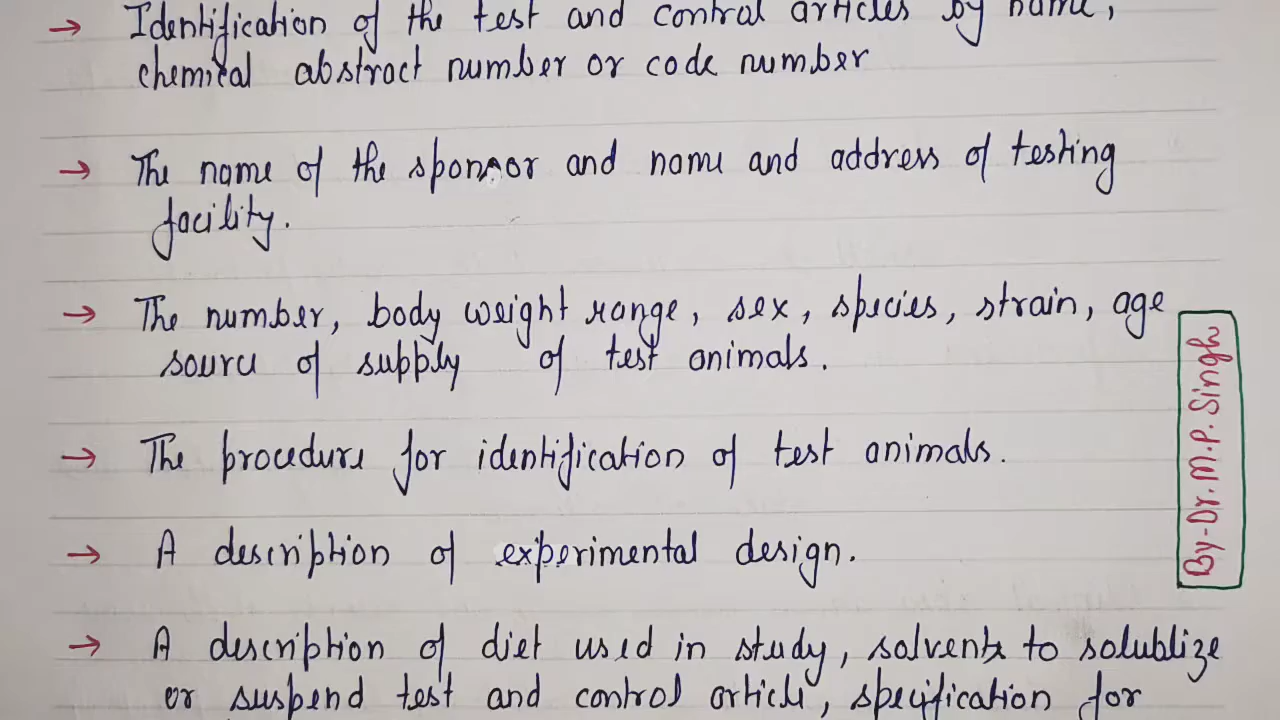 → Identification of the test and control articles by name,
chemical abstract number or code number
→ The name of the sponsor and name and address of testing
facility.
→ The number, body weight range, sex, species, strain, age
source of supply of test animals.
→ The procedure for identification of test animals.
→ A description of experimental design.
→ A description of diet used in study, solvents to solublize
or suspend test and control article, specification for
By-Dr. M.P. Singh